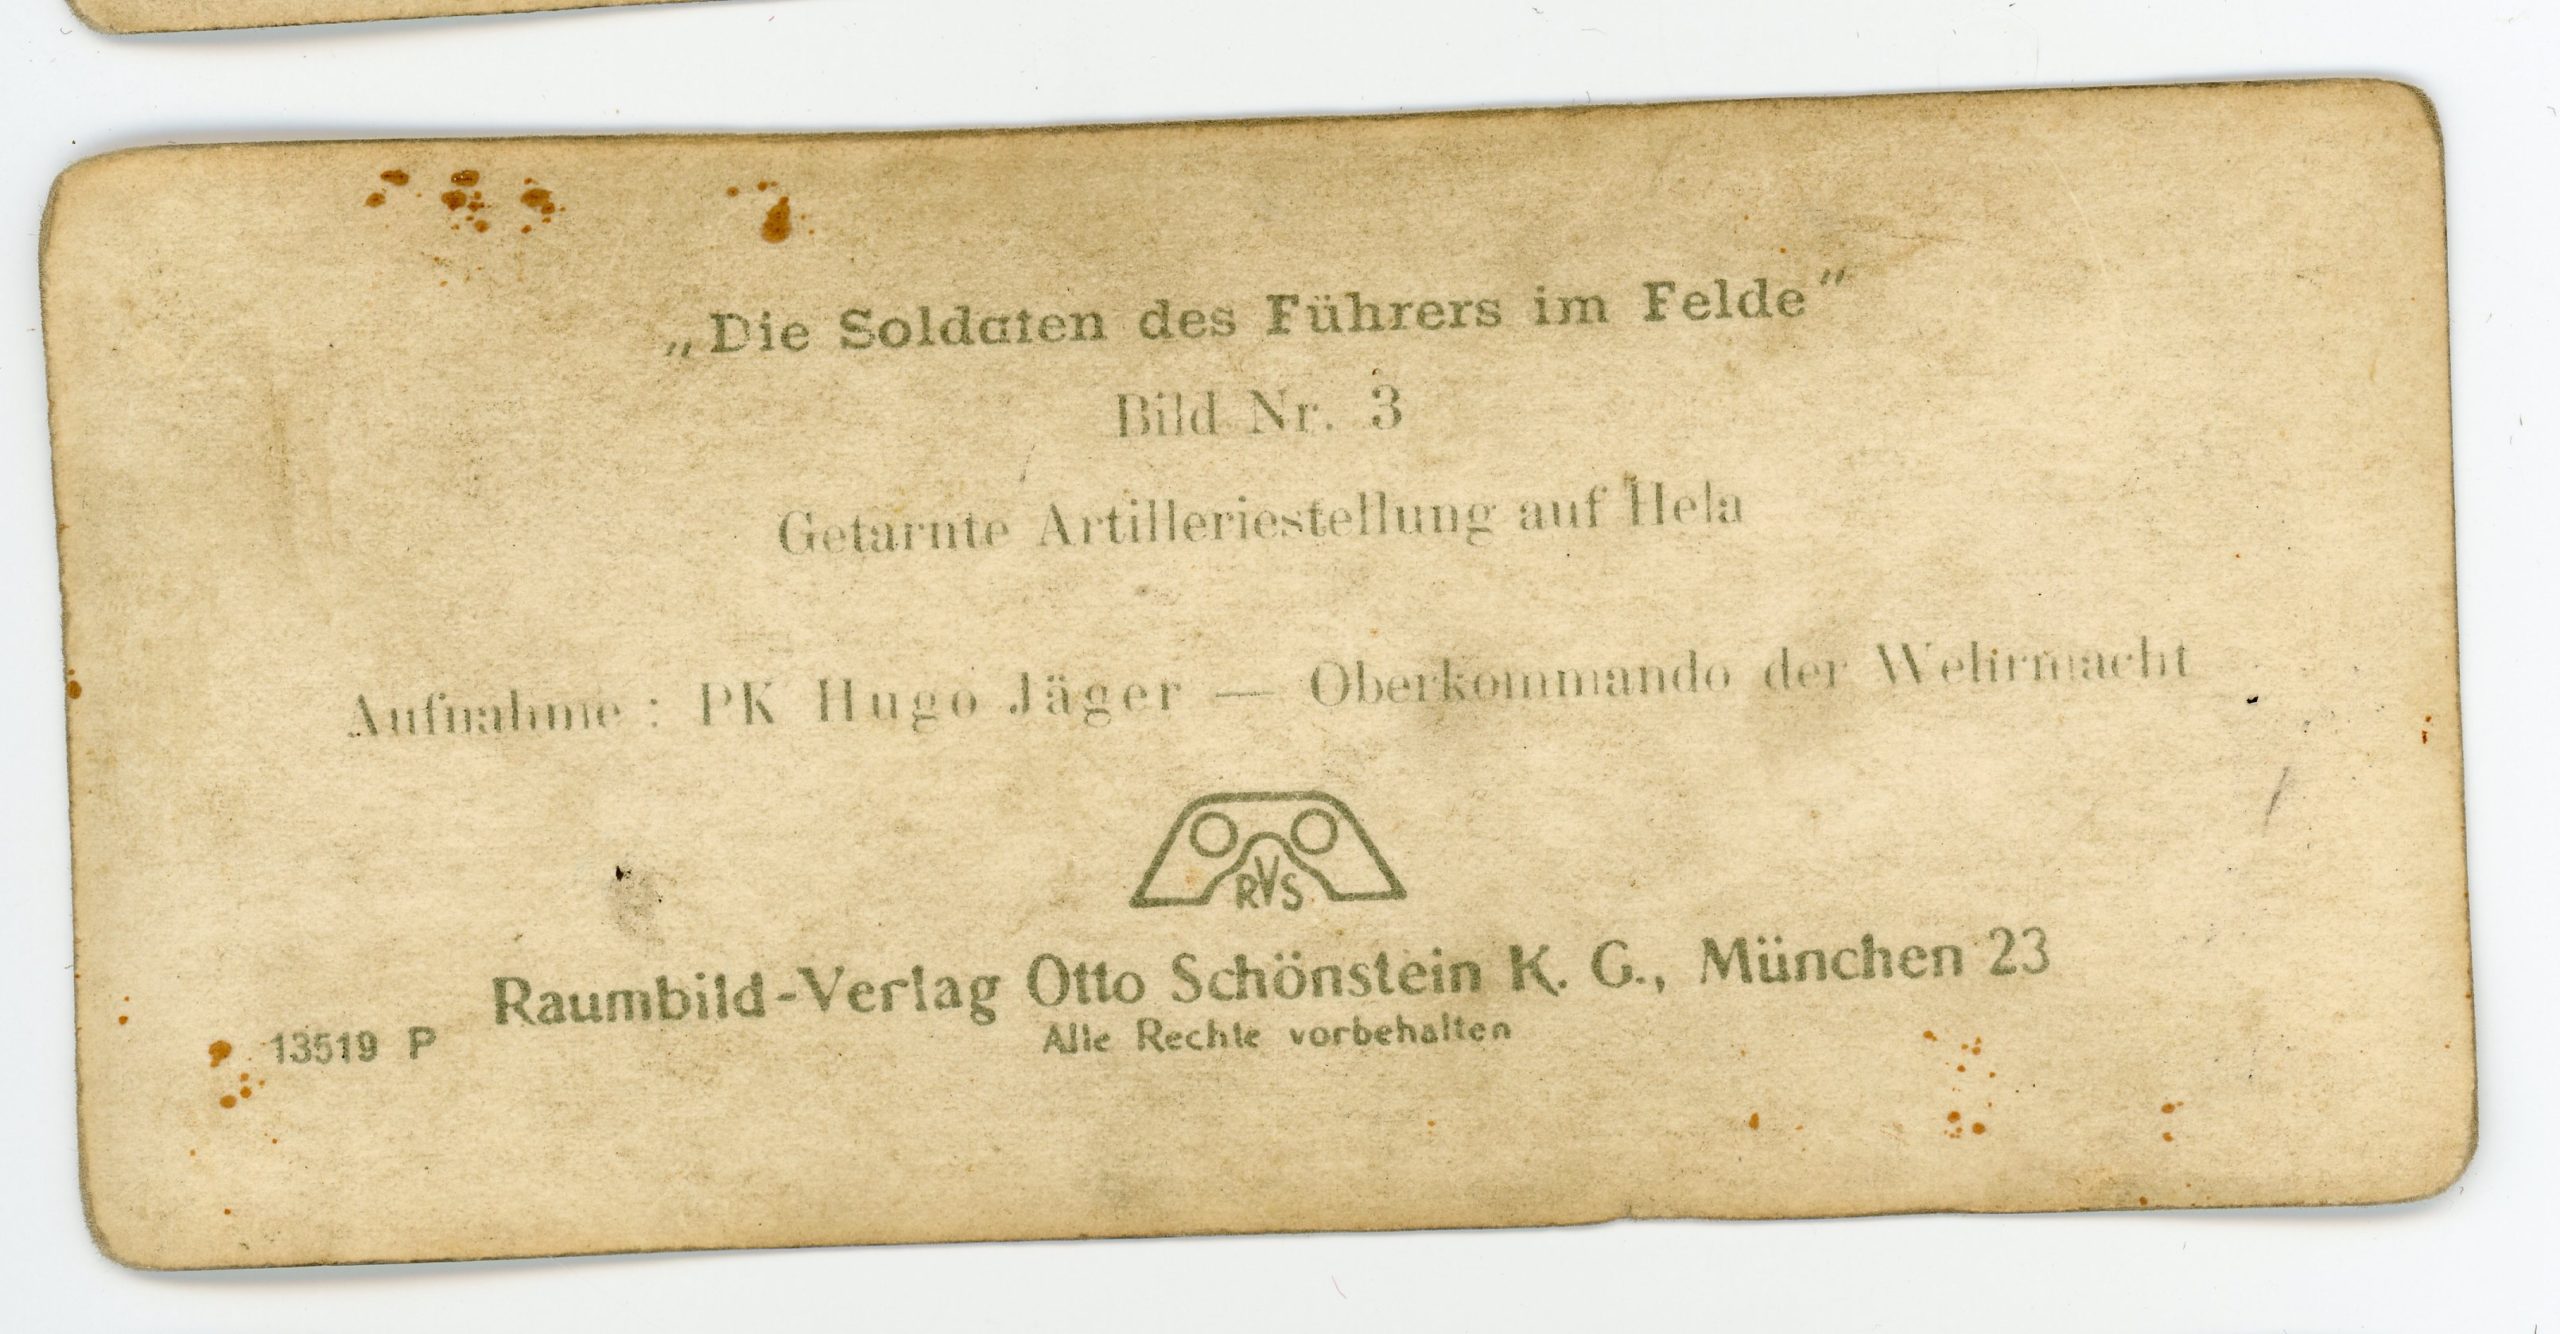 „Die Soldaten des Führers im Felde“
Bild Nr. 3
Getarnte Artilleriestellung auf Hela
Aufnahme: PK Hugo Jäger — Oberkommando der Wehrmacht
RVS
Raumbild-Verlag Otto Schönstein K. G., München 23
13519 P
Alle Rechte vorbehalten